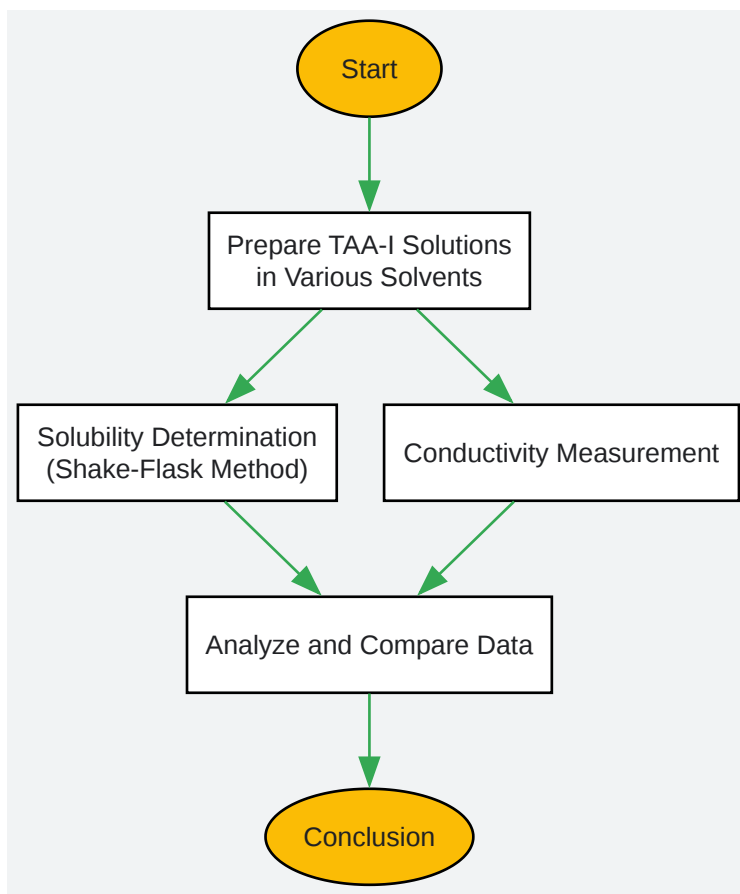 Start
Prepare TAA-I Solutions
in Various Solvents
Solubility Determination
(Shake-Flask Method)
Conductivity Measurement
Analyze and Compare Data
Conclusion